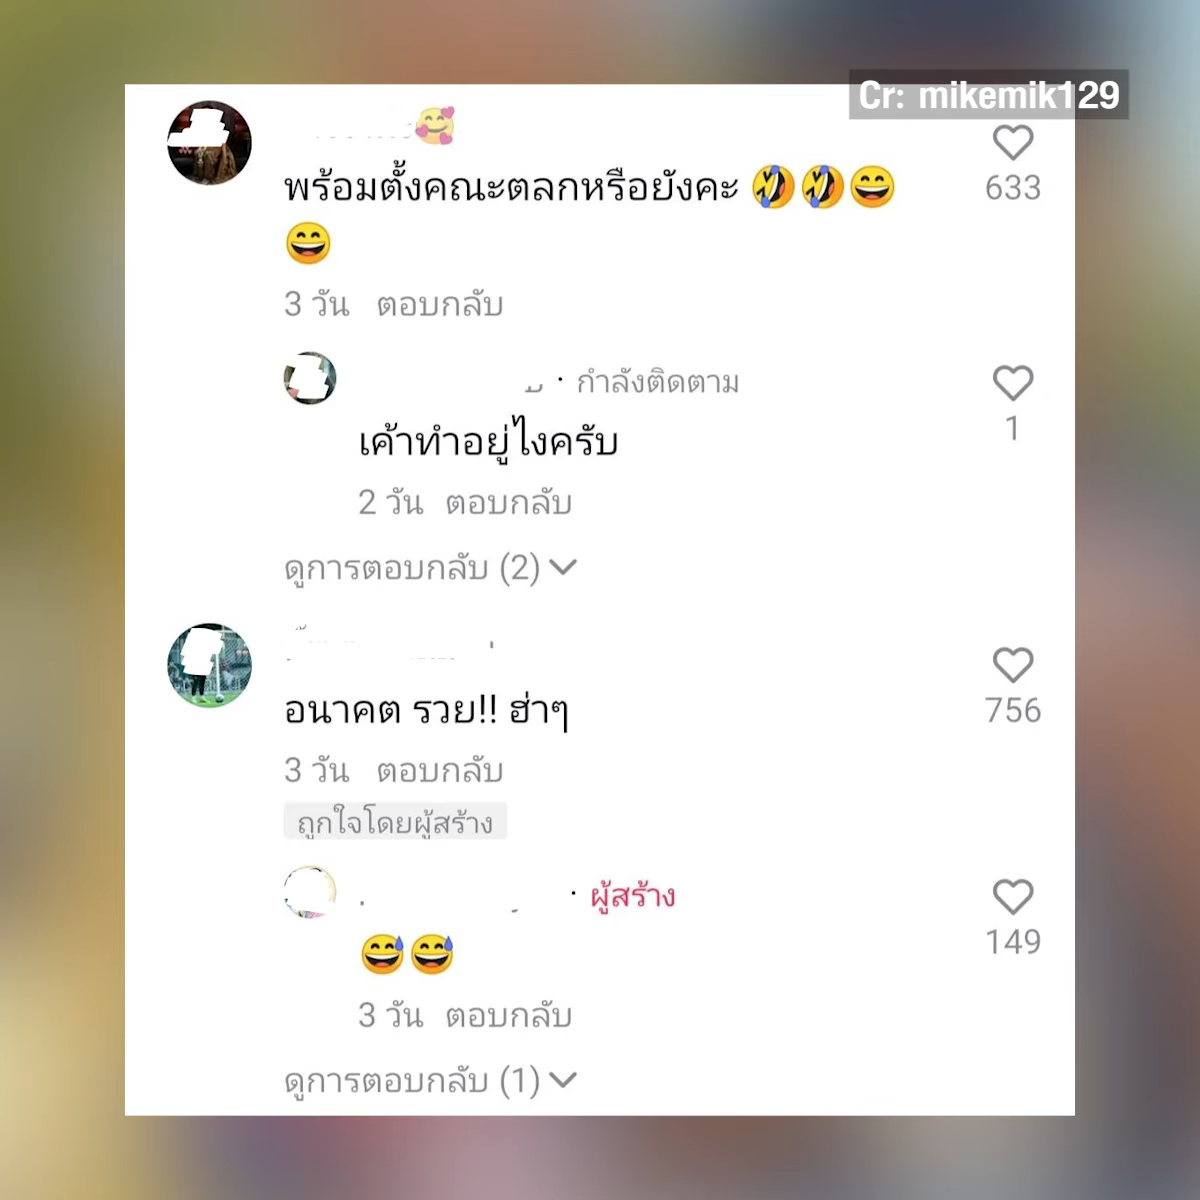 Cr: mikemik129
🥰
633
พร้อมตั้งคณะตลกหรือยังคะ 🤣🤣😄
😄
3 วัน ตอบกลับ
· กำลังติดตาม
เค้าทำอยู่ไงครับ
1
2 วัน ตอบกลับ
ดูการตอบกลับ (2)
อนาคต รวย!! ฮ่าๆ
756
3 วัน ตอบกลับ
ถูกใจโดยผู้สร้าง
· ผู้สร้าง
😅😅
149
3 วัน ตอบกลับ
ดูการตอบกลับ (1)